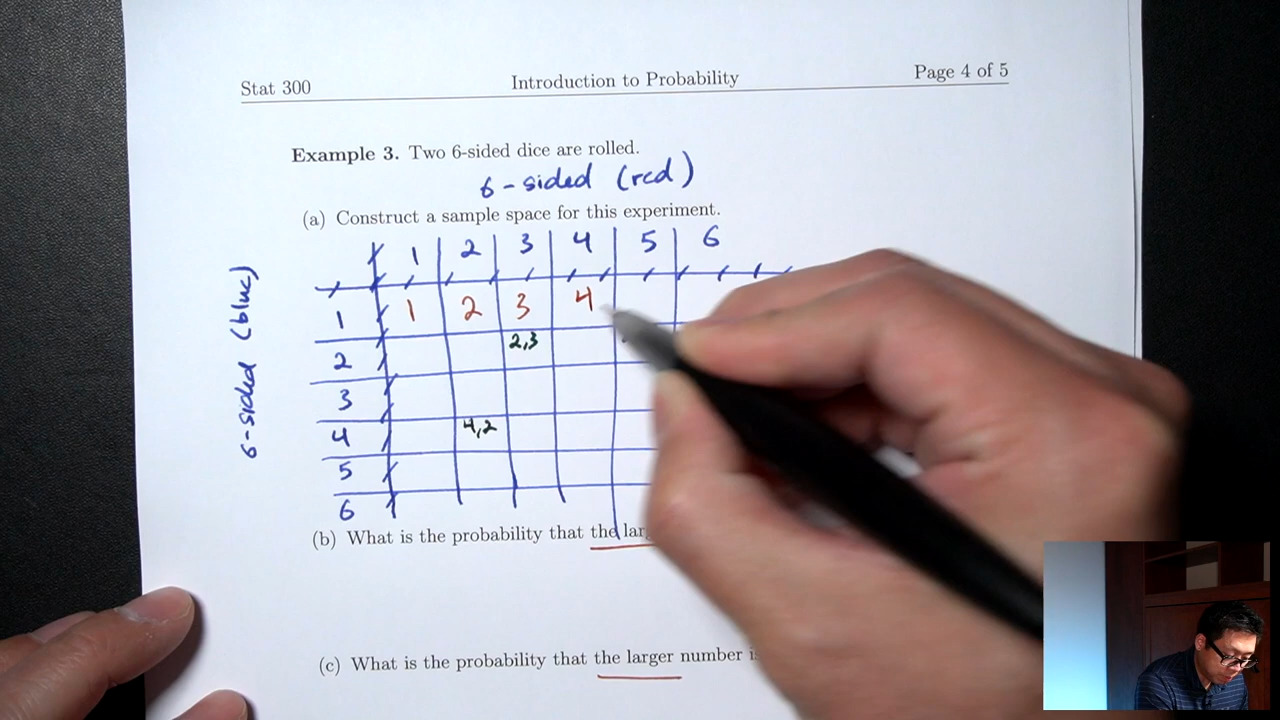 Stat 300 Introduction to Probability Page 4 of 5
Example 3. Two 6-sided dice are rolled.
6-sided (red)
(a) Construct a sample space for this experiment.
1 2 3 4 5 6
6-sided (blue)
1 1 2 3 4
2 2,3
3
4 4,2
5
6
(b) What is the probability that the
(c) What is the probability that the larger number